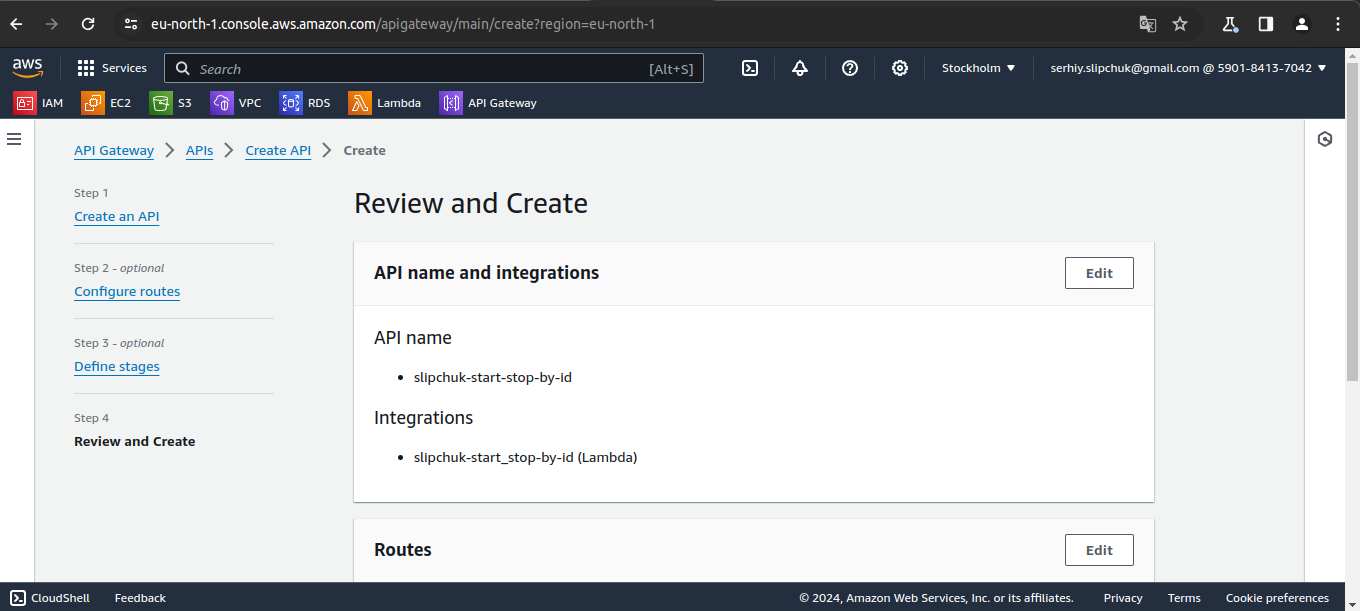 eu-north-1.console.aws.amazon.com/apigateway/main/create?region=eu-north-1
aws Services Search [Alt+S] Stockholm serhiy.slipchuk@gmail.com @ 5901-8413-7042
IAM EC2 S3 VPC RDS Lambda API Gateway
API Gateway APIs Create API Create
Step 1
Create an API
Step 2 - optional
Configure routes
Step 3 - optional
Define stages
Step 4
Review and Create
Review and Create
API name and integrations Edit
API name
• slipchuk-start-stop-by-id
Integrations
• slipchuk-start_stop-by-id (Lambda)
Routes Edit
CloudShell Feedback © 2024, Amazon Web Services, Inc. or its affiliates. Privacy Terms Cookie preferences